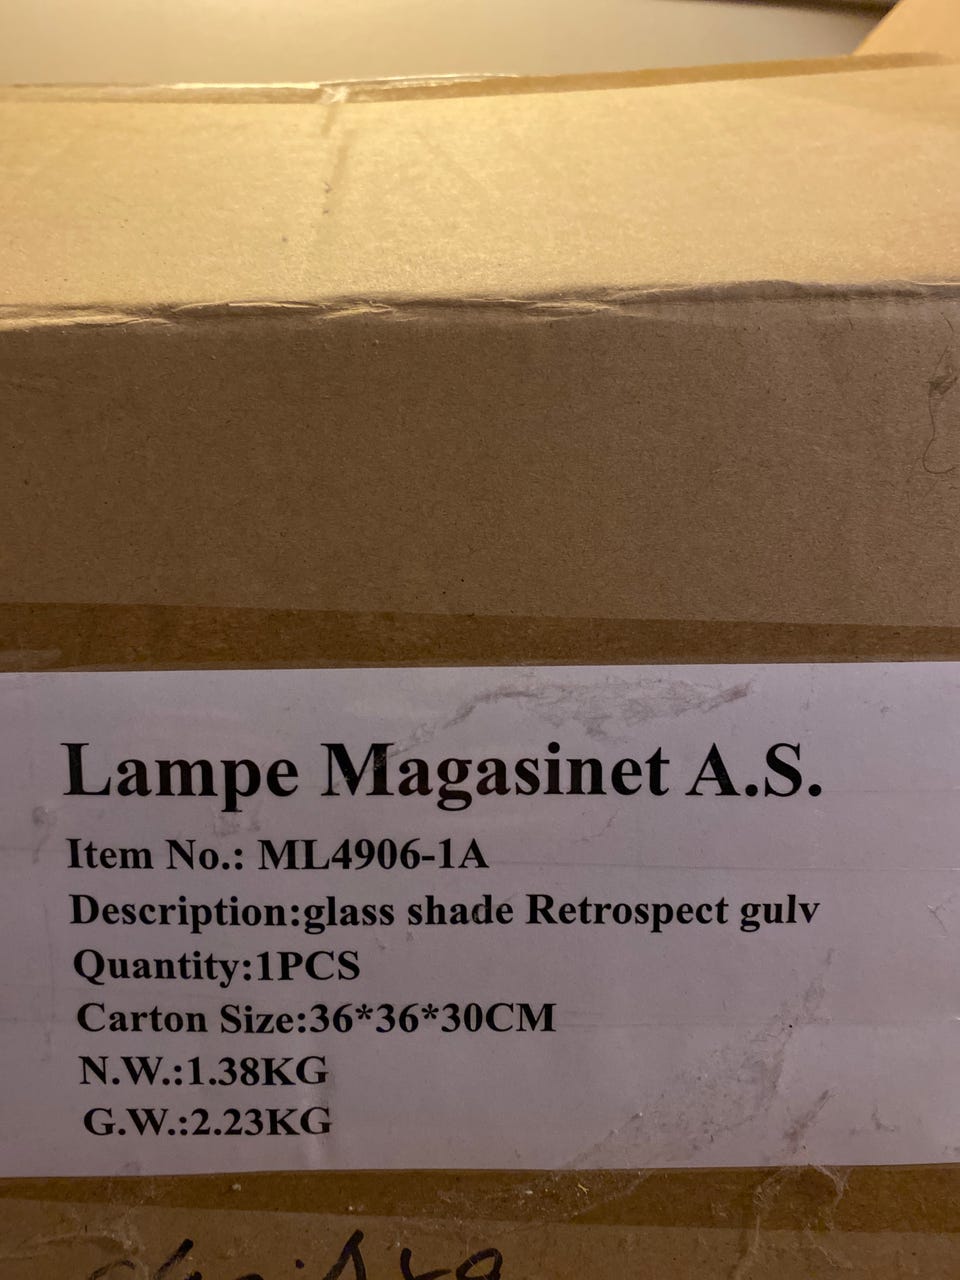 Lampe Magasinet A.S.
Item No.: ML4906-1A
Description:glass shade Retrospect gulv
Quantity:1PCS
Carton Size:36*36*30CM
N.W.:1.38KG
G.W.:2.23KG